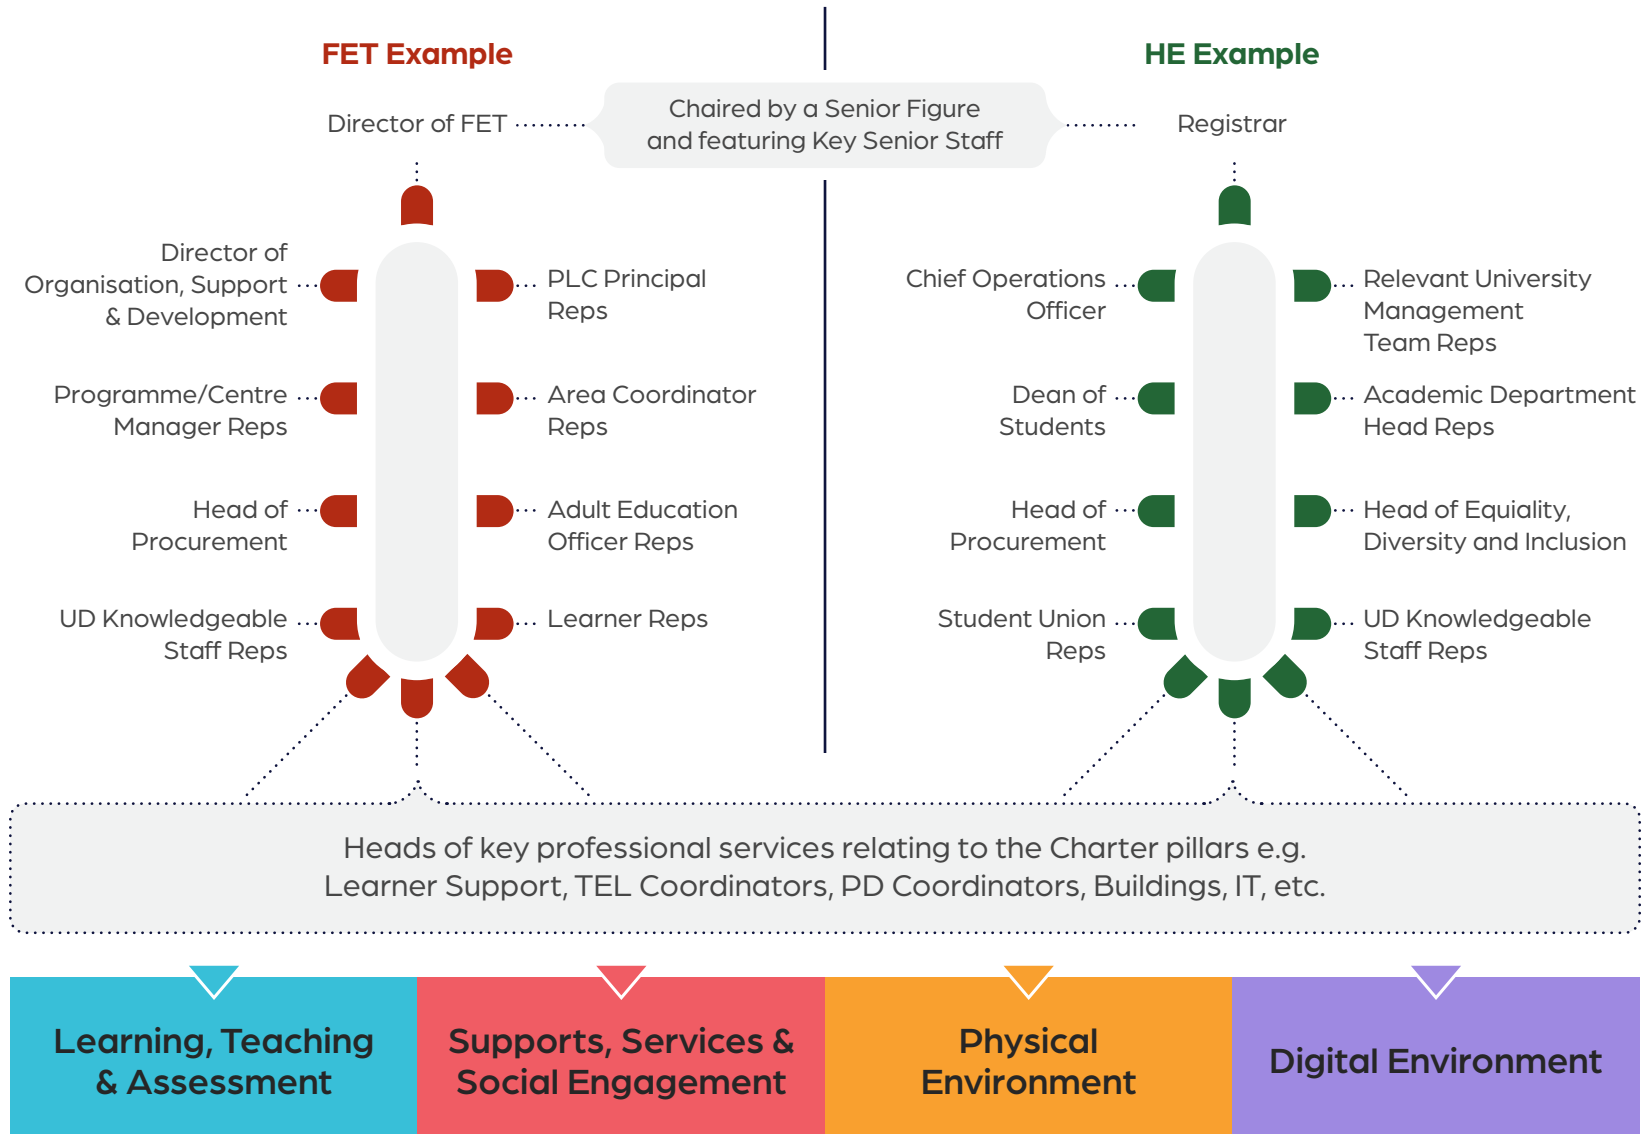 FET Example
HE Example
Chaired by a Senior Figure
and featuring Key Senior Staff
Director of FET
Registrar
Director of
Organisation, Support
& Development
PLC Principal
Reps
Programme/Centre
Manager Reps
Area Coordinator
Reps
Head of
Procurement
Adult Education
Officer Reps
UD Knowledgeable
Staff Reps
Learner Reps
Chief Operations
Officer
Relevant University
Management
Team Reps
Dean of
Students
Academic Department
Head Reps
Head of
Procurement
Head of Equiality,
Diversity and Inclusion
Student Union
Reps
UD Knowledgeable
Staff Reps
Heads of key professional services relating to the Charter pillars e.g.
Learner Support, TEL Coordinators, PD Coordinators, Buildings, IT, etc.
Learning, Teaching
& Assessment
Supports, Services &
Social Engagement
Physical
Environment
Digital Environment